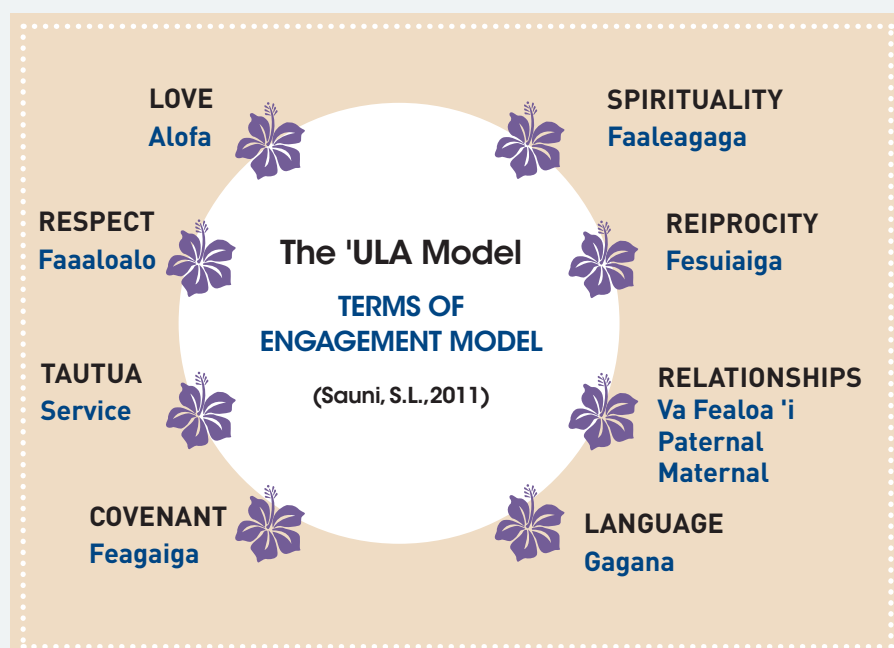 LOVE
Alofa
SPIRITUALITY
Faaleagaga
RESPECT
Faaaloalo
REIPROCITY
Fesuiaiga
The 'ULA Model
TERMS OF
ENGAGEMENT MODEL
(Sauni, S.L.,2011)
TAUTUA
Service
RELATIONSHIPS
Va Fealoa 'i
Paternal
Maternal
COVENANT
Feagaiga
LANGUAGE
Gagana